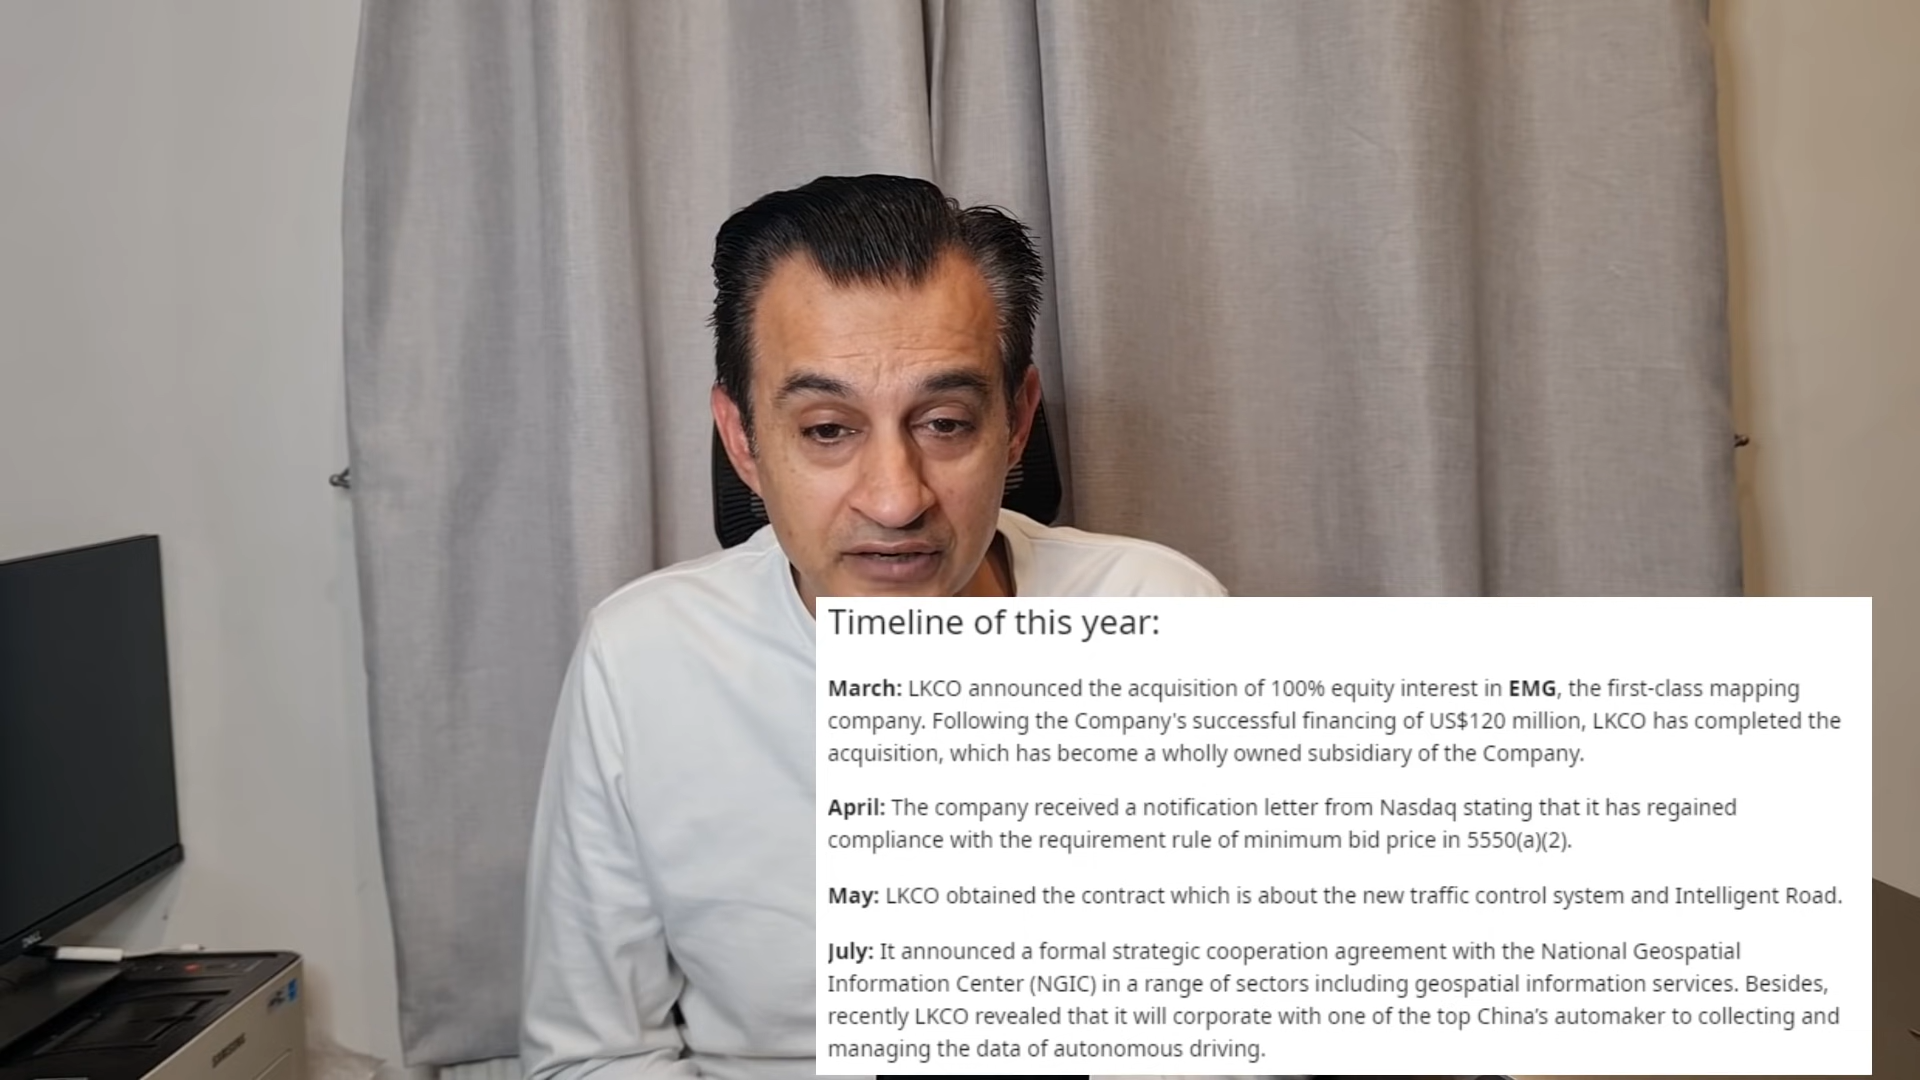 Timeline of this year:
March: LKCO announced the acquisition of 100% equity interest in EMG, the first-class mapping
company. Following the Company's successful financing of US$120 million, LKCO has completed the
acquisition, which has become a wholly owned subsidiary of the Company.
April: The company received a notification letter from Nasdaq stating that it has regained
compliance with the requirement rule of minimum bid price in 5550(a)(2).
May: LKCO obtained the contract which is about the new traffic control system and Intelligent Road.
July: It announced a formal strategic cooperation agreement with the National Geospatial
Information Center (NGIC) in a range of sectors including geospatial information services. Besides,
recently LKCO revealed that it will corporate with one of the top China's automaker to collecting and
managing the data of autonomous driving.
DELL
SAMSUNG